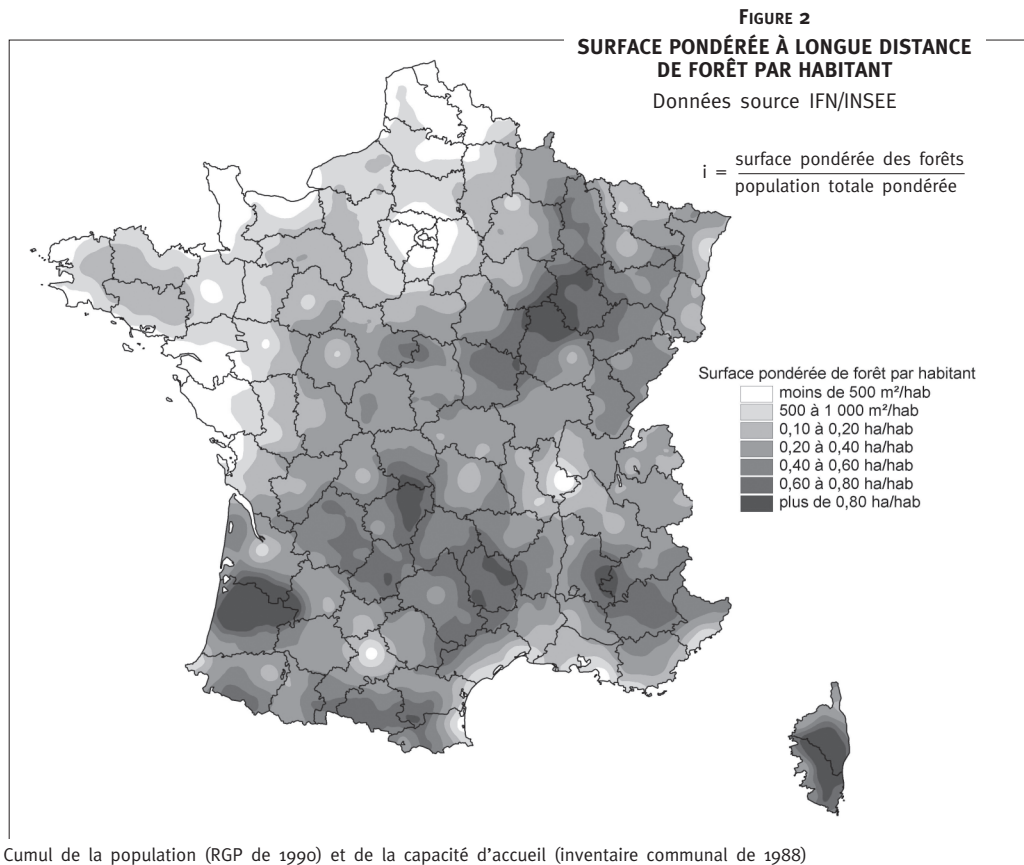 FIGURE 2
SURFACE PONDÉRÉE À LONGUE DISTANCE
DE FORÊT PAR HABITANT
Données source IFN/INSEE
i = surface pondérée des forêts
population totale pondérée
Surface pondérée de forêt par habitant
moins de 500 m²/hab
500 à 1 000 m²/hab
0,10 à 0,20 ha/hab
0,20 à 0,40 ha/hab
0,40 à 0,60 ha/hab
0,60 à 0,80 ha/hab
plus de 0,80 ha/hab
Cumul de la population (RGP de 1990) et de la capacité d'accueil (inventaire communal de 1988)